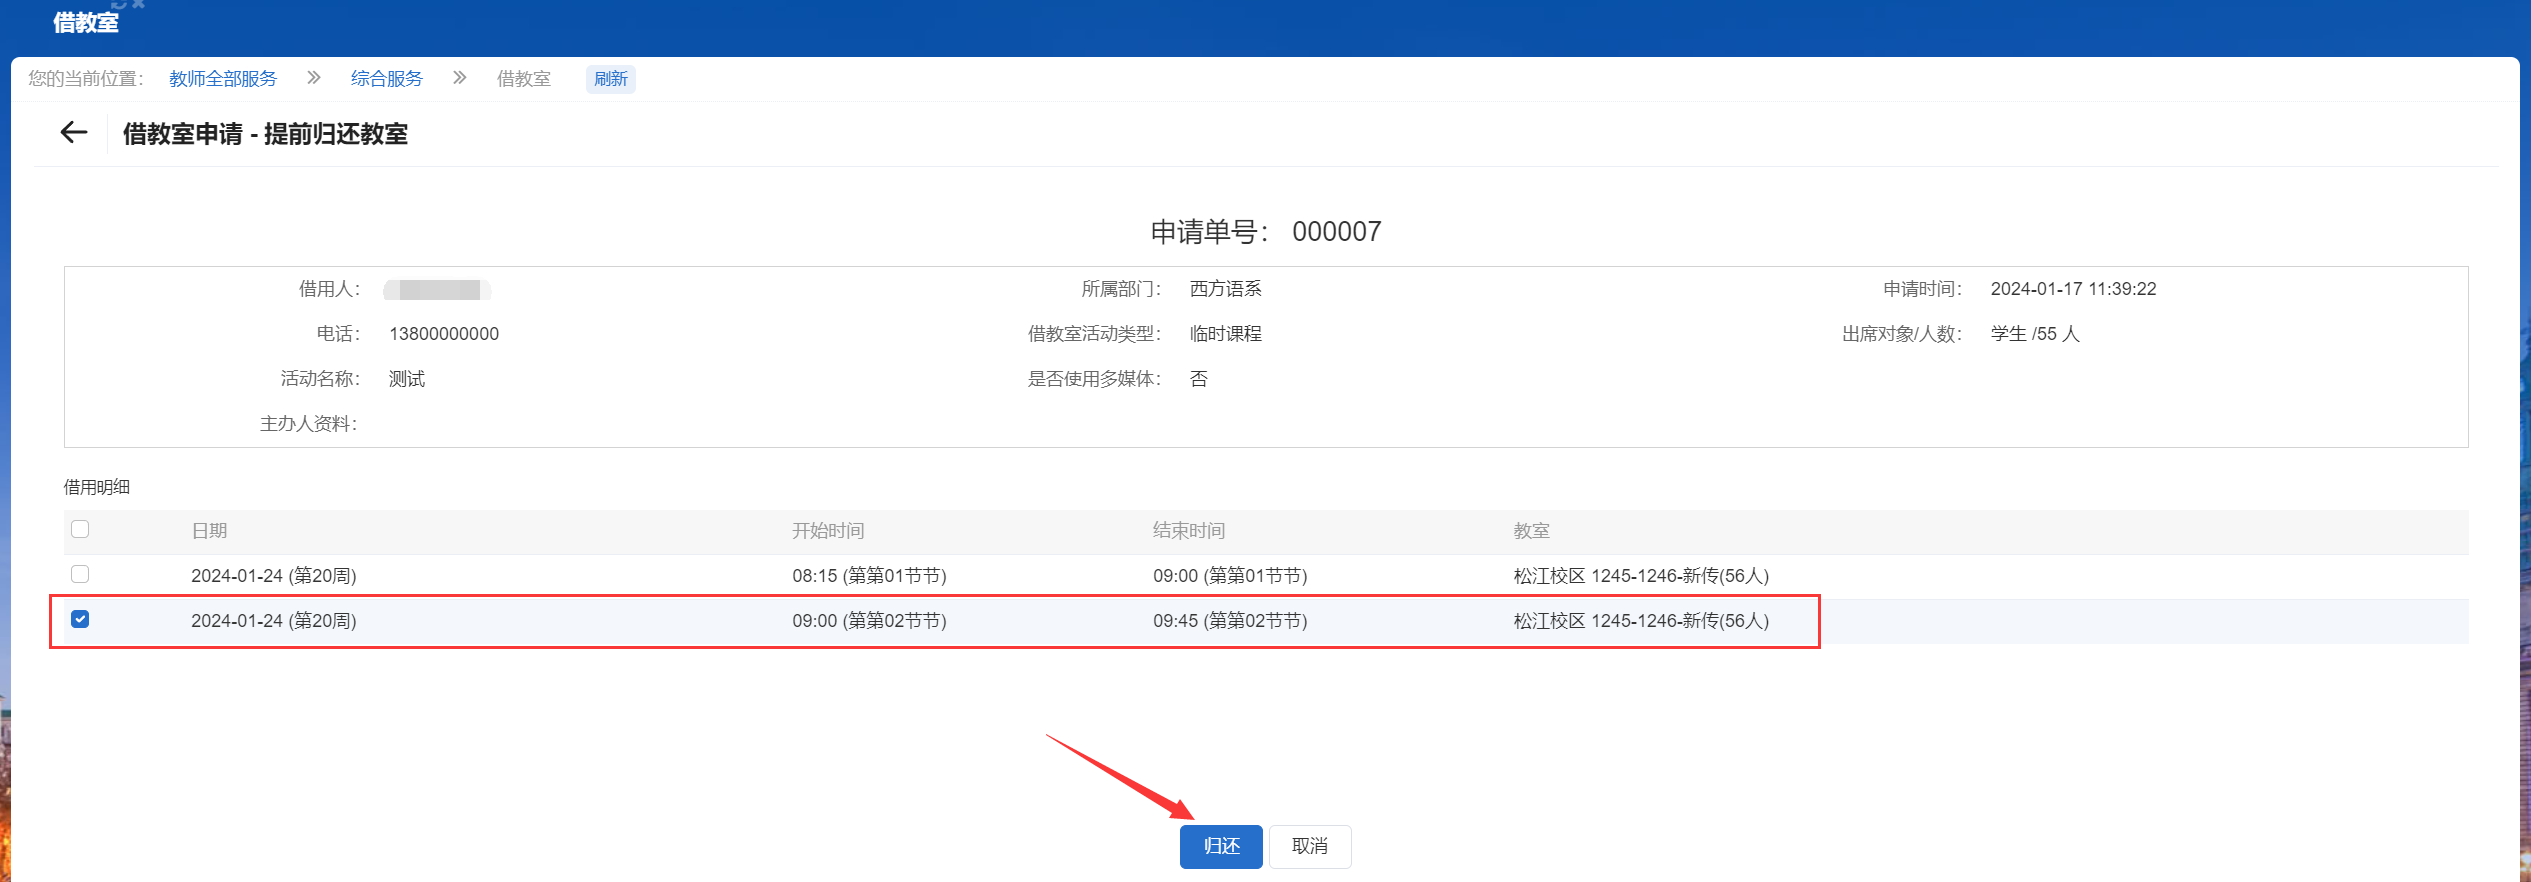 借教室
您的当前位置： 教师全部服务 » 综合服务 » 借教室 刷新
借教室申请 - 提前归还教室
申请单号： 000007
借用人： 所属部门： 西方语系 申请时间： 2024-01-17 11:39:22
电话： 13800000000 借教室活动类型： 临时课程 出席对象/人数： 学生 /55 人
活动名称： 测试 是否使用多媒体： 否
主办人资料：
借用明细
日期 开始时间 结束时间 教室
2024-01-24 (第20周) 08:15 (第第01节节) 09:00 (第第01节节) 松江校区 1245-1246-新传(56人)
2024-01-24 (第20周) 09:00 (第第02节节) 09:45 (第第02节节) 松江校区 1245-1246-新传(56人)
归还 取消